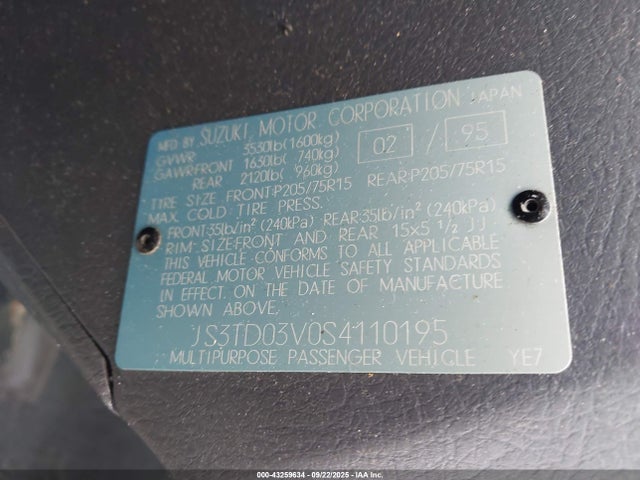 MFD BY SUZUKI MOTOR CORPORATION JAPAN
GVWR 3530lb(1600kg) 02 / 95
GAWRFRONT 1630lb( 740kg)
REAR 2120lb( 960kg)
TIRE SIZE FRONT:P205/75R15 REAR:P205/75R15
MAX. COLD TIRE PRESS.
FRONT:35lb/in² (240kPa) REAR:35lb/in² (240kPa)
RIM-SIZE:FRONT AND REAR 15x5 1/2 JJ
THIS VEHICLE CONFORMS TO ALL APPLICABLE
FEDERAL MOTOR VEHICLE SAFETY STANDARDS
IN EFFECT ON THE DATE OF MANUFACTURE
SHOWN ABOVE.
JS3TD03V0S4110195
MULTIPURPOSE PASSENGER VEHICLE YE7
000-43259634 - 09/22/2025 - IAA Inc.